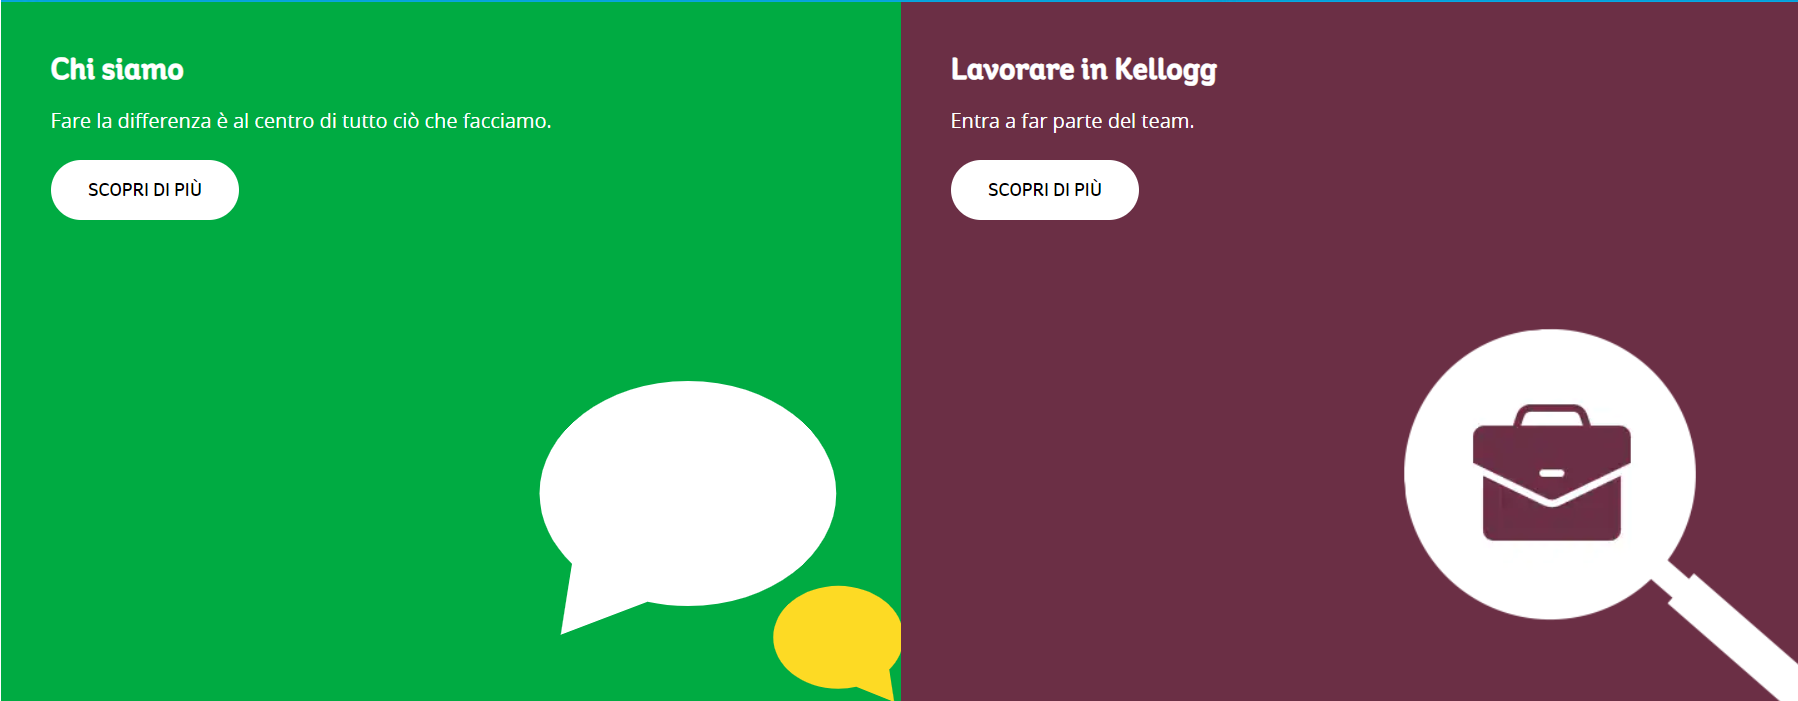 Chi siamo
Fare la differenza è al centro di tutto ciò che facciamo.
SCOPRI DI PIÙ
Lavorare in Kellogg
Entra a far parte del team.
SCOPRI DI PIÙ